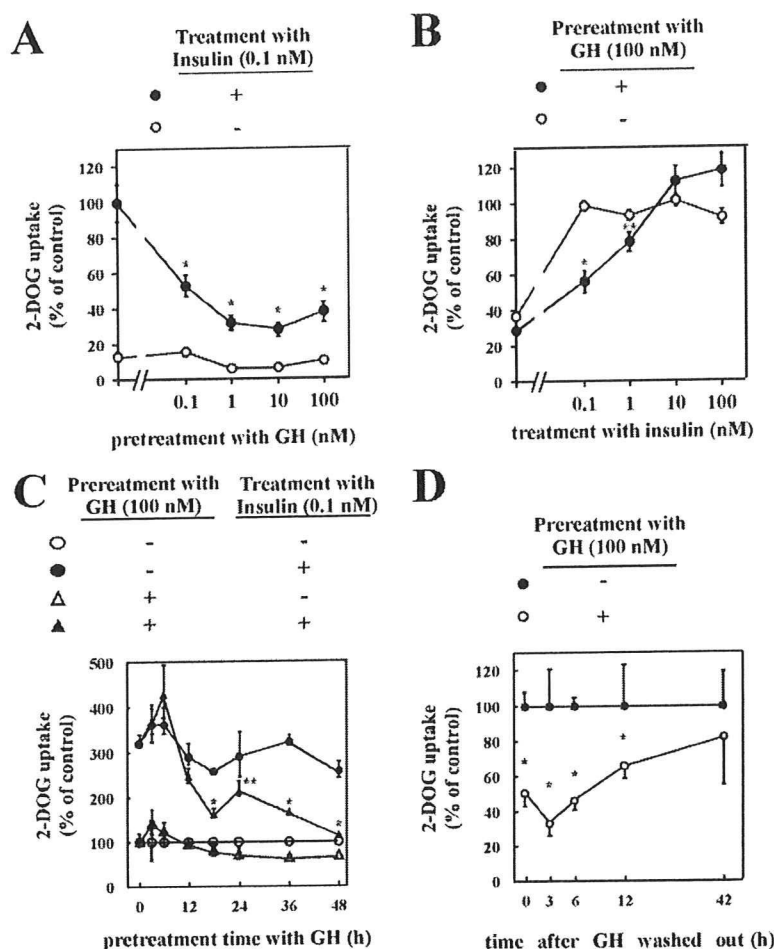 A
Treatment with
Insulin (0.1 nM)
+
-
2-DOG uptake
(% of control)
120
100
80
60
40
20
0
*
*
*
*
0.1
1
10
100
pretreatment with GH (nM)
B
Prereatment with
GH (100 nM)
+
-
2-DOG uptake
(% of control)
120
100
80
60
40
20
0
*
**
0.1
1
10
100
treatment with insulin (nM)
C
Prereatment with
GH (100 nM)
Treatment with
Insulin (0.1 nM)
- -
- +
+ -
+ +
2-DOG uptake
(% of control)
500
400
300
200
100
0
*
**
*
*
0 12 24 36 48
pretreatment time with GH (h)
D
Prereatment with
GH (100 nM)
-
+
2-DOG uptake
(% of control)
120
100
80
60
40
20
0
*
*
*
*
0 3 6 12 42
time after GH washed out (h)